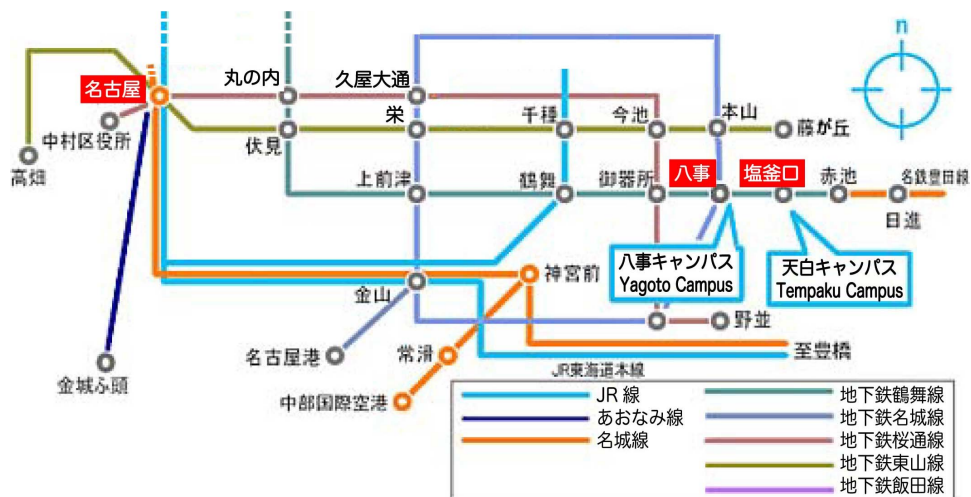 n
名古屋
丸の内
久屋大通
中村区役所
伏見
栄
千種
今池
本山
藤が丘
高畑
上前津
鶴舞
御器所
八事
塩釜口
赤池
名鉄豊田線
日進
八事キャンパス
Yagoto Campus
天白キャンパス
Tempaku Campus
金山
神宮前
名古屋港
常滑
野並
至豊橋
金城ふ頭
中部国際空港
JR東海道本線
JR線
あおなみ線
名城線
地下鉄鶴舞線
地下鉄名城線
地下鉄桜通線
地下鉄東山線
地下鉄飯田線